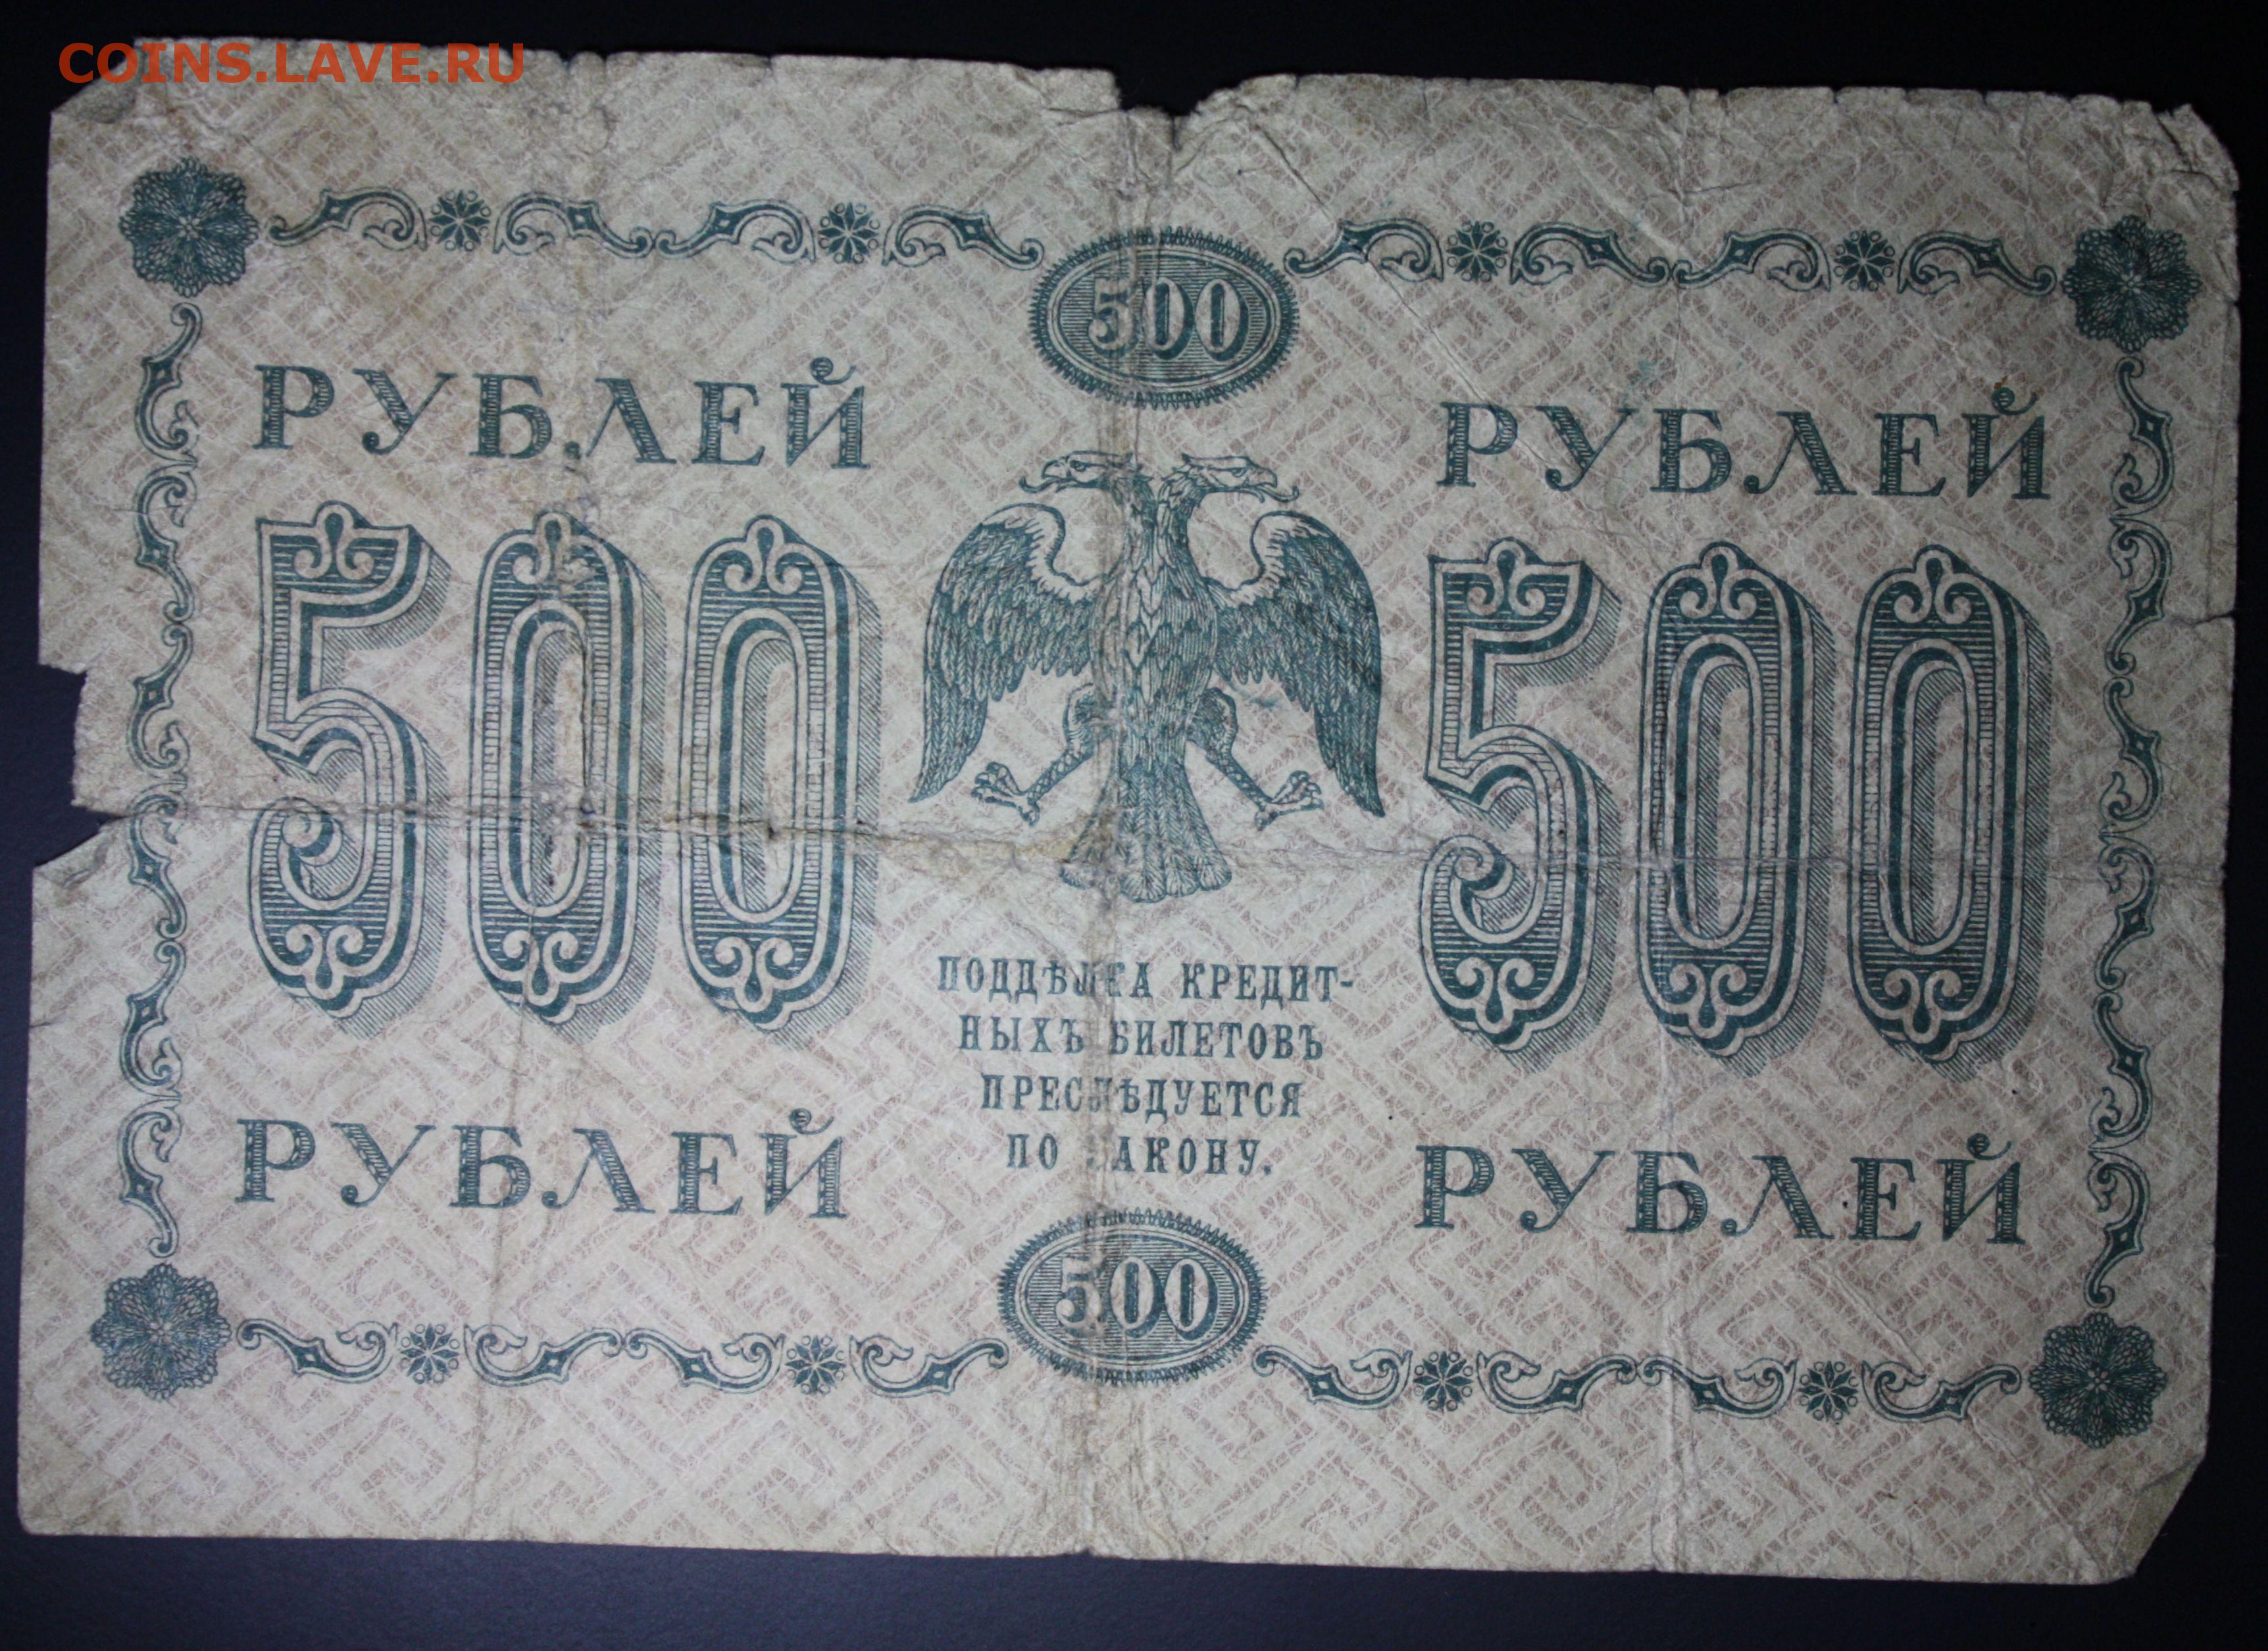 COINS.LAVE.RU
500
РУБЛЕЙ РУБЛЕЙ
500 500
ПОДДѢЛКА КРЕДИТ-
НЫХЪ БИЛЕТОВЪ
ПРЕСЛѢДУЕТСЯ
ПО ЗАКОНУ.
РУБЛЕЙ РУБЛЕЙ
500